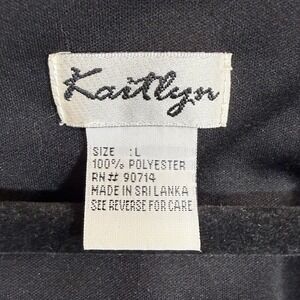 Kaitlyn
SIZE :L
100% POLYESTER
RN# 90714
MADE IN SRI LANKA
SEE REVERSE FOR CARE